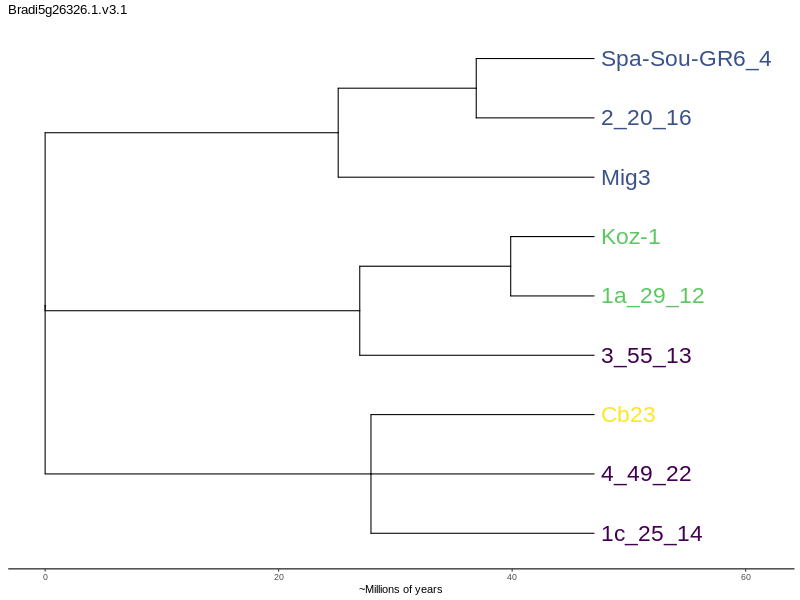 Bradi5g26326.1.v3.1
Spa-Sou-GR6_4
2_20_16
Mig3
Koz-1
1a_29_12
3_55_13
Cb23
4_49_22
1c_25_14
0 20 40 60
~Millions of years